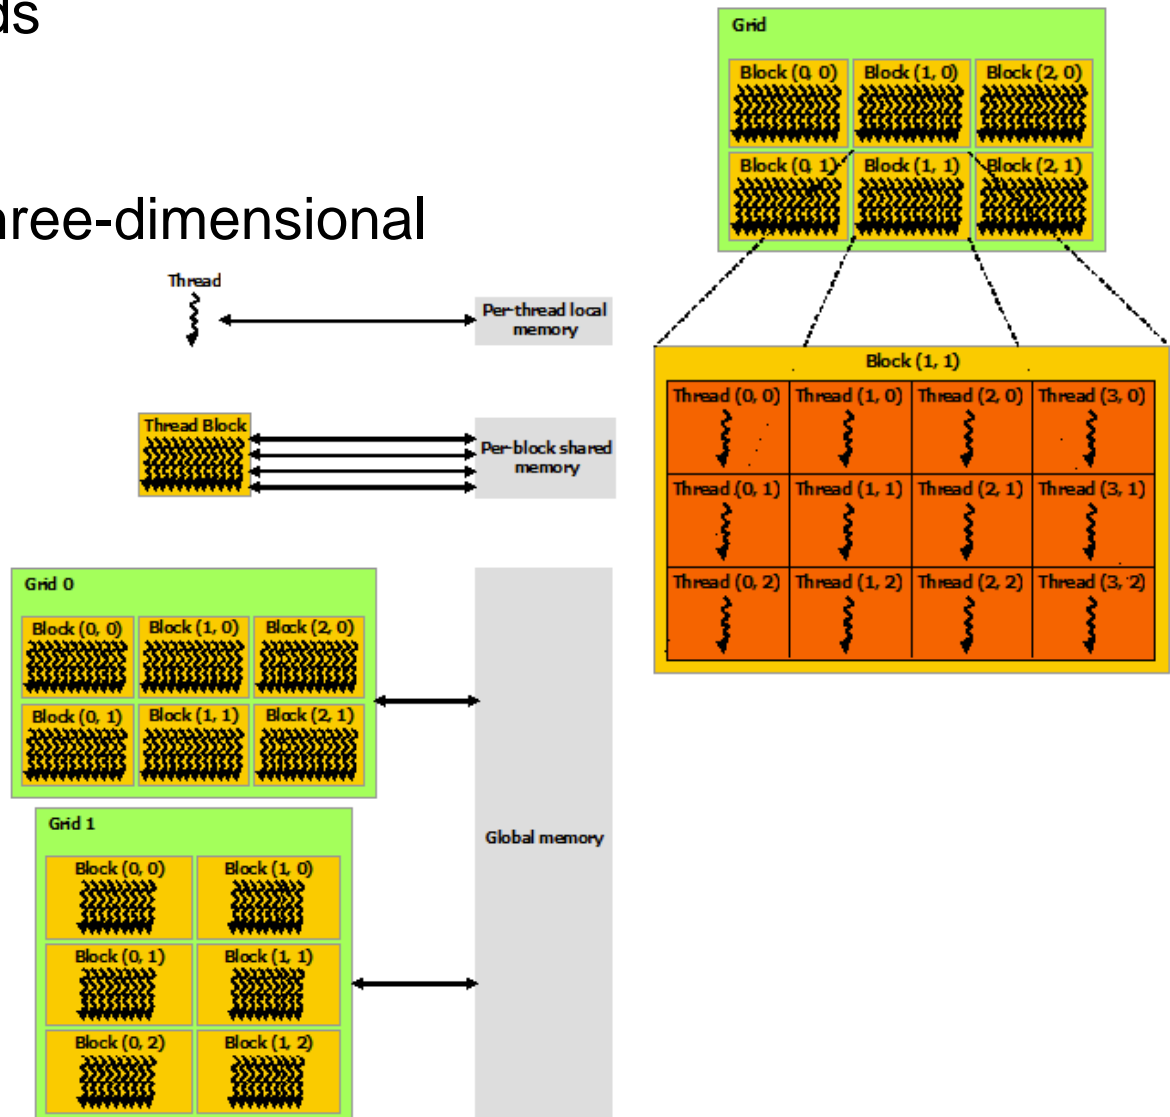 ds
hree-dimensional
Grid
Block (0, 0) Block (1, 0) Block (2, 0)
Block (0, 1) Block (1, 1) Block (2, 1)
Thread
Per-thread local
memory
Thread Block
Per-block shared
memory
Block (1, 1)
Thread (0, 0) Thread (1, 0) Thread (2, 0) Thread (3, 0)
Thread (0, 1) Thread (1, 1) Thread (2, 1) Thread (3, 1)
Thread (0, 2) Thread (1, 2) Thread (2, 2) Thread (3, 2)
Grid 0
Block (0, 0) Block (1, 0) Block (2, 0)
Block (0, 1) Block (1, 1) Block (2, 1)
Grid 1
Block (0, 0) Block (1, 0)
Block (0, 1) Block (1, 1)
Block (0, 2) Block (1, 2)
Global memory